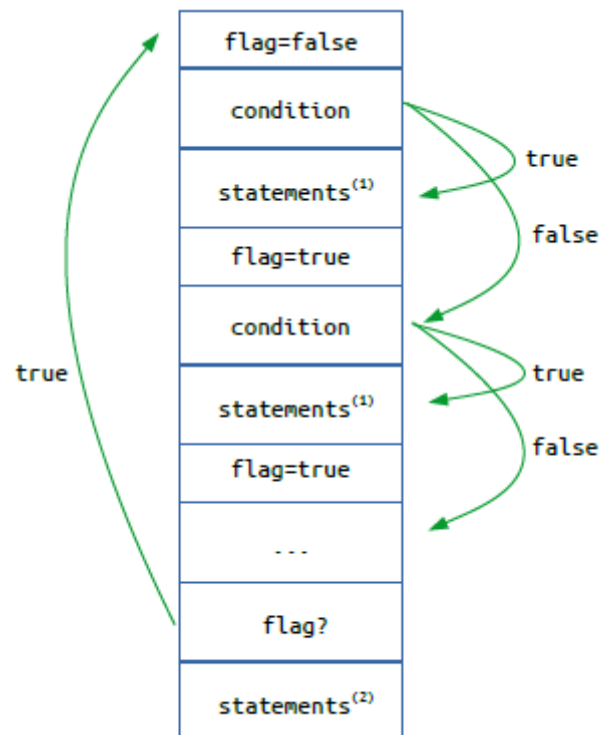 flag=false
condition
true
statements(1)
false
flag=true
condition
true
true
statements(1)
false
flag=true
...
flag?
statements(2)